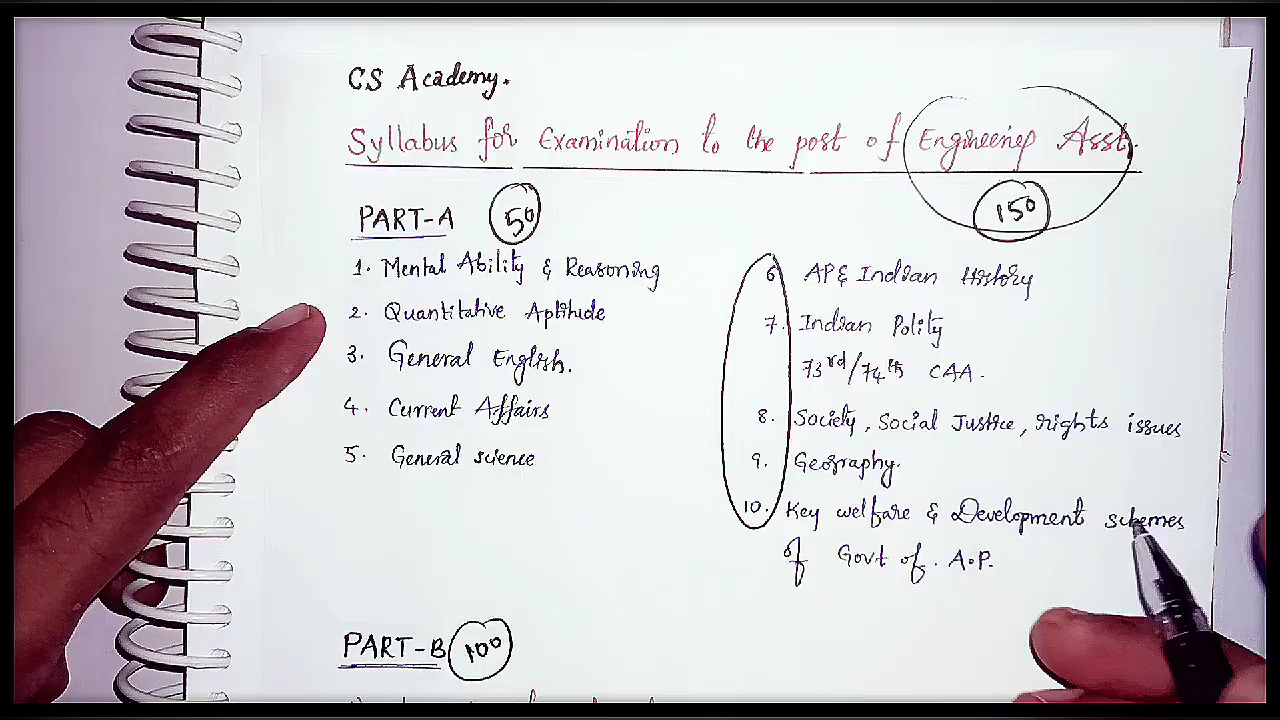 CS Academy.
Syllabus for Examination to the post of Engineering Asst.
150
PART-A 50
1. Mental Ability & Reasoning
2. Quantitative Aptitude
3. General English.
4. Current Affairs
5. General science
6 AP & Indian History
7. Indian Polity
73rd/74th CAA.
8. Society, Social Justice, rights issues
9. Geography.
10. Key welfare & Development schemes
of Govt of. A.P.
PART-B 100